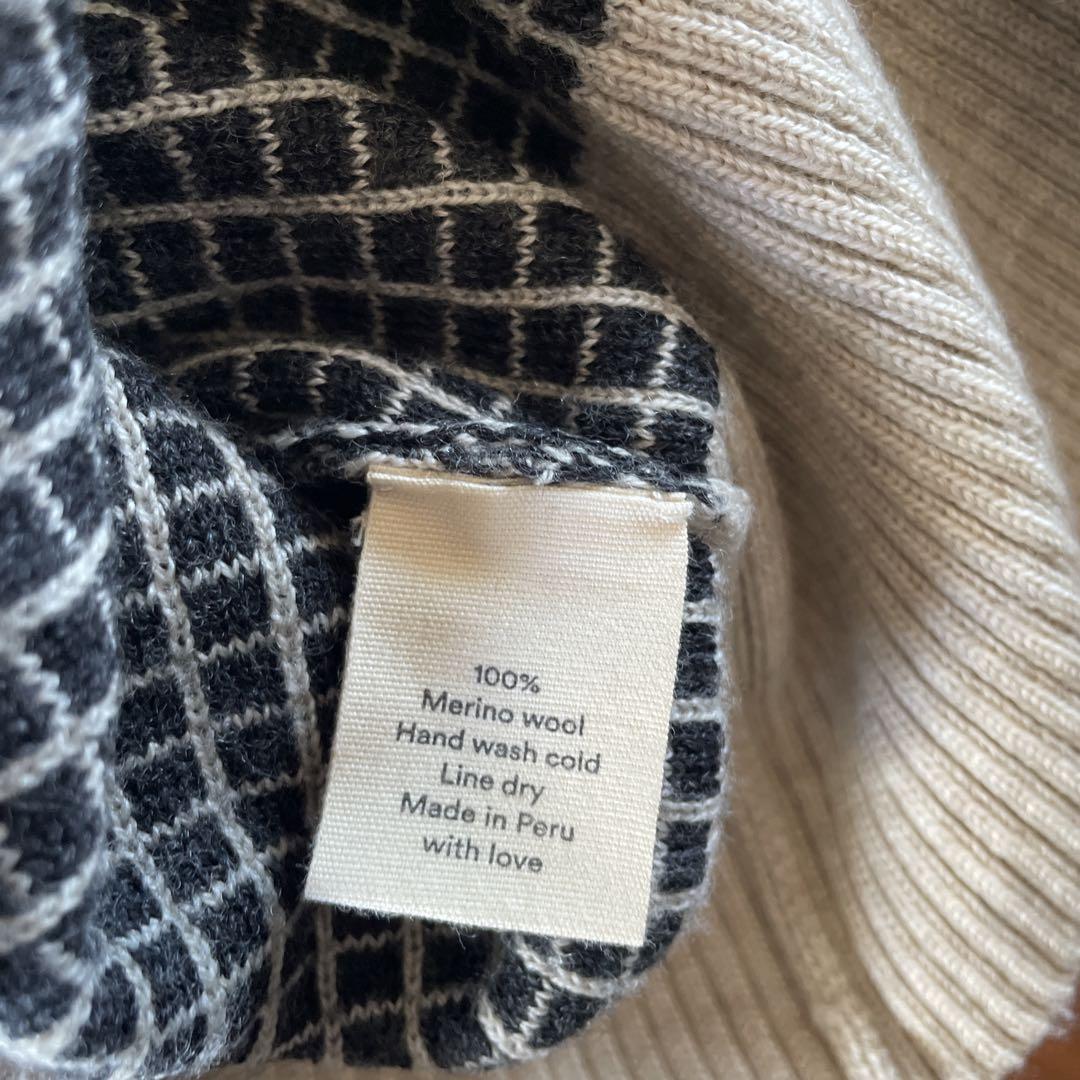 100%
Merino wool
Hand wash cold
Line dry
Made in Peru
with love